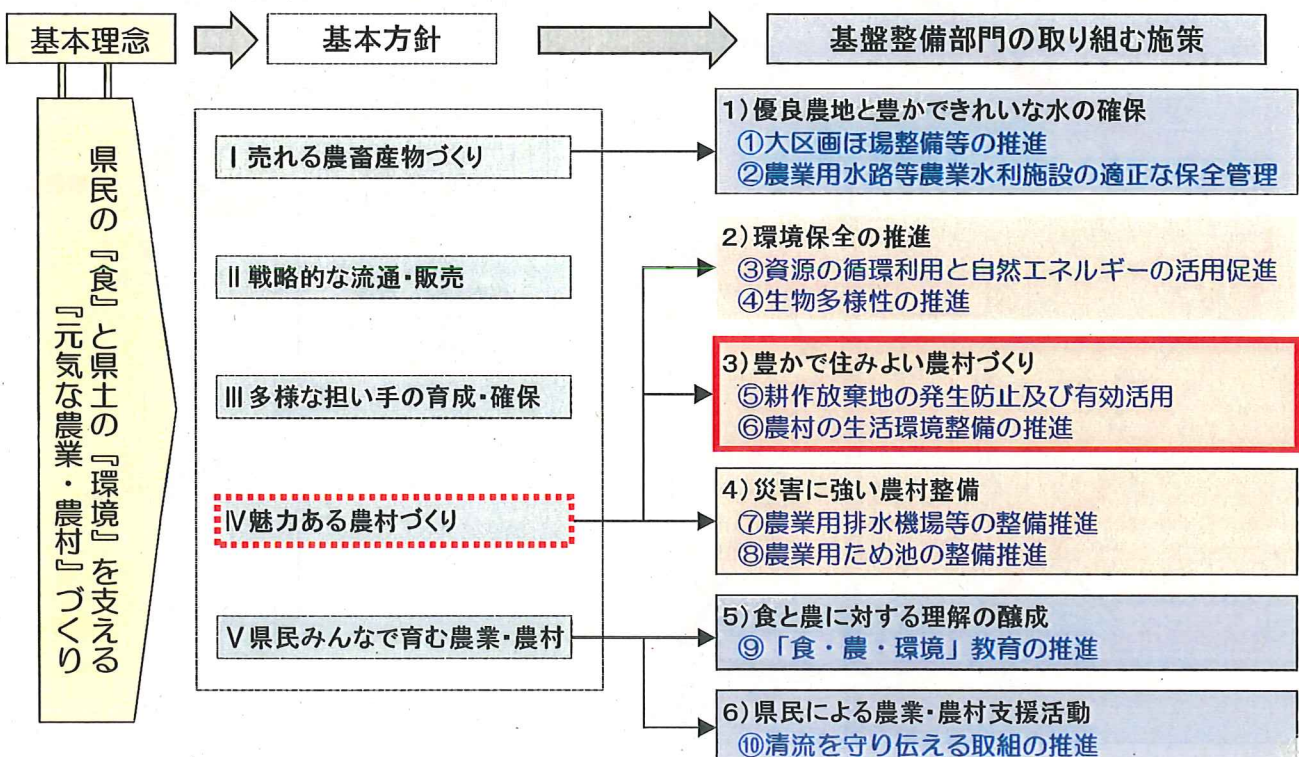 基本理念
基本方針
基盤整備部門の取り組む施策
県民の『食』と県土の『環境』を支える
『元気な農業・農村』づくり
Ⅰ売れる農畜産物づくり
Ⅱ戦略的な流通・販売
Ⅲ多様な担い手の育成・確保
Ⅳ魅力ある農村づくり
Ⅴ県民みんなで育む農業・農村
1)優良農地と豊かできれいな水の確保
①大区画ほ場整備等の推進
②農業用水路等農業水利施設の適正な保全管理
2)環境保全の推進
③資源の循環利用と自然エネルギーの活用促進
④生物多様性の推進
3)豊かで住みよい農村づくり
⑤耕作放棄地の発生防止及び有効活用
⑥農村の生活環境整備の推進
4)災害に強い農村整備
⑦農業用排水機場等の整備推進
⑧農業用ため池の整備推進
5)食と農に対する理解の醸成
⑨「食・農・環境」教育の推進
6)県民による農業・農村支援活動
⑩清流を守り伝える取組の推進